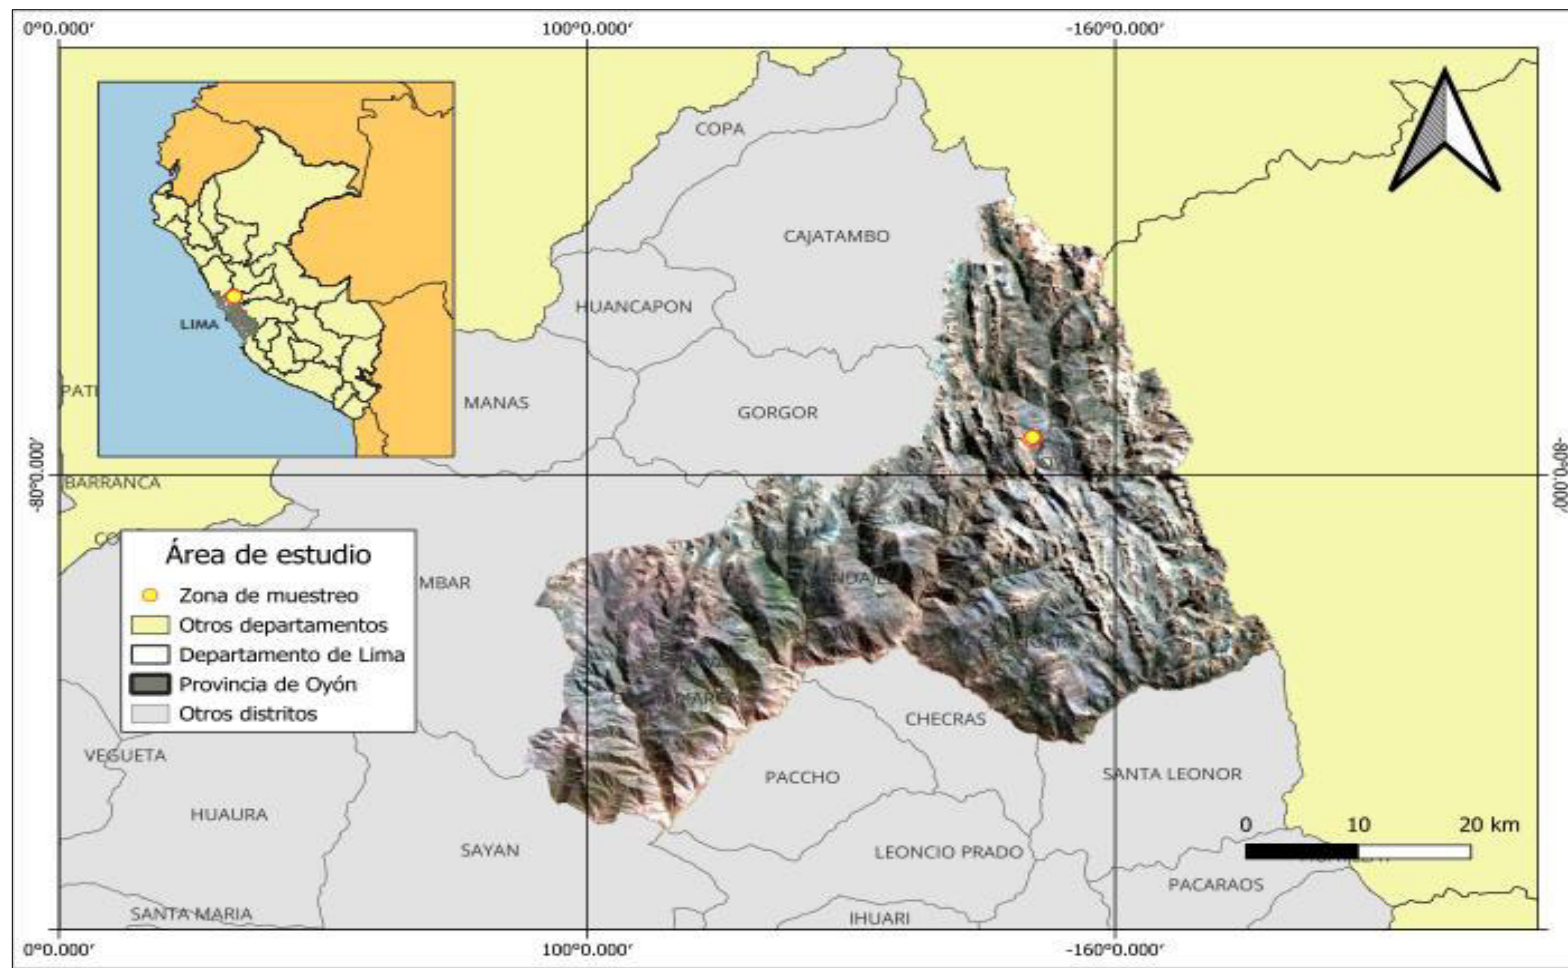 0°0.000′ 100°0.000′ -160°0.000′
COPA
CAJATAMBO
HUANCAPON
LIMA
PATI
MANAS
GORGOR
-80°0.000′ -80°0.000′
BARRANCA
CO
Área de estudio
MBAR
Zona de muestreo
Otros departamentos
Departamento de Lima
Provincia de Oyón
Otros distritos
CHECRAS
VEGUETA
PACCHO
SANTA LEONOR
HUAURA
0 10 20 km
SAYAN
LEONCIO PRADO
PACARAOS
SANTA MARIA
IHUARI
0°0.000′ 100°0.000′ -160°0.000′